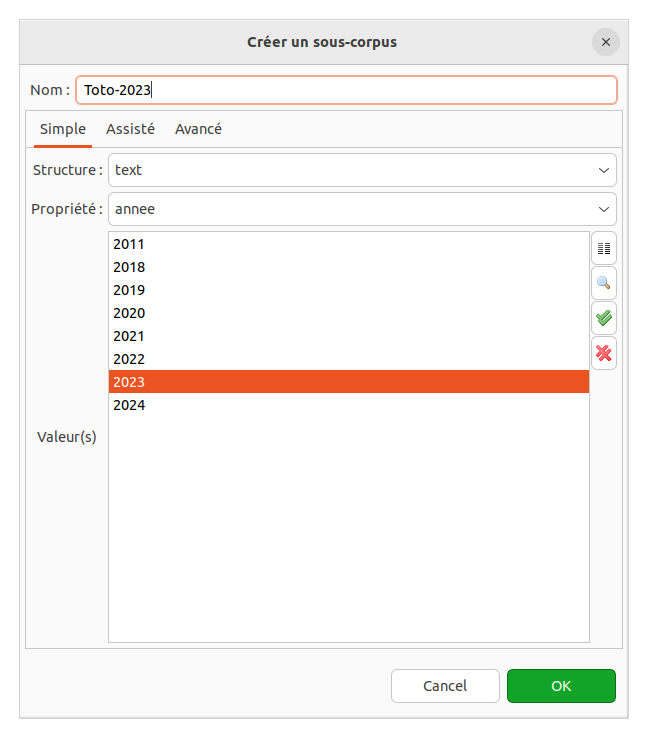 Créer un sous-corpus
Nom : Toto-2023
Simple Assisté Avancé
Structure : text
Propriété : annee
2011
2018
2019
2020
2021
2022
2023
2024
Valeur(s)
Cancel OK